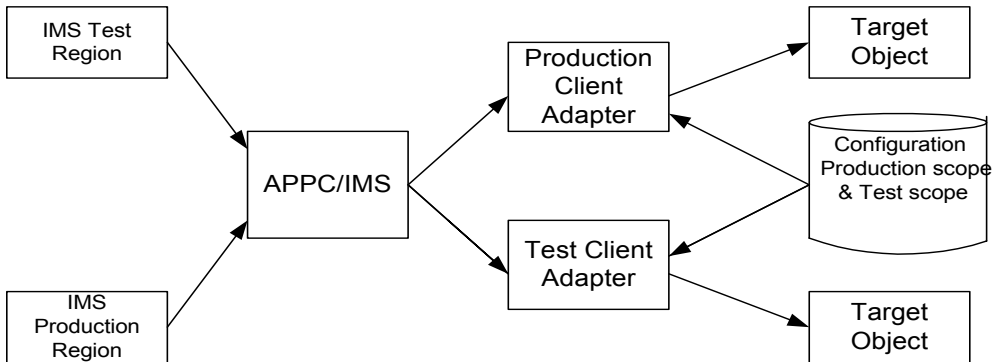 IMS Test
Region
Production
Client
Adapter
Target
Object
APPC/IMS
Configuration
Production scope
& Test scope
Test Client
Adapter
IMS
Production
Region
Target
Object